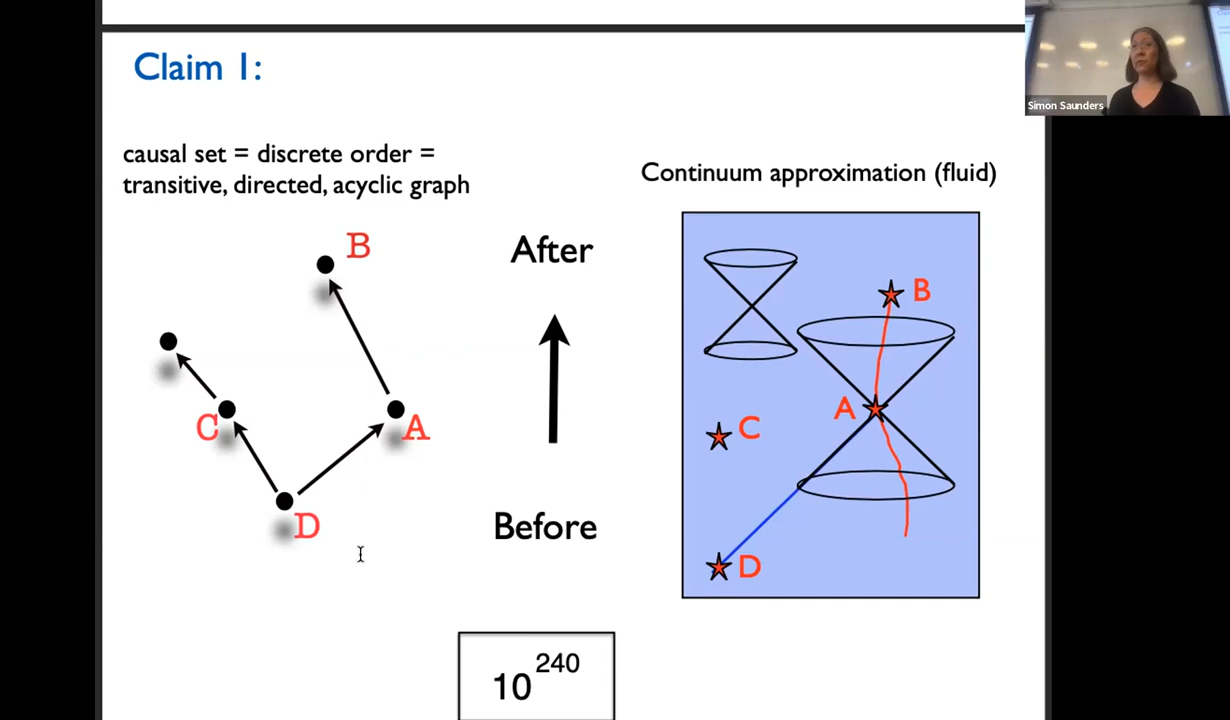 Claim 1:
Simon Saunders
causal set = discrete order =
transitive, directed, acyclic graph
Continuum approximation (fluid)
B
C
A
D
After
Before
B
A
C
D
10^240